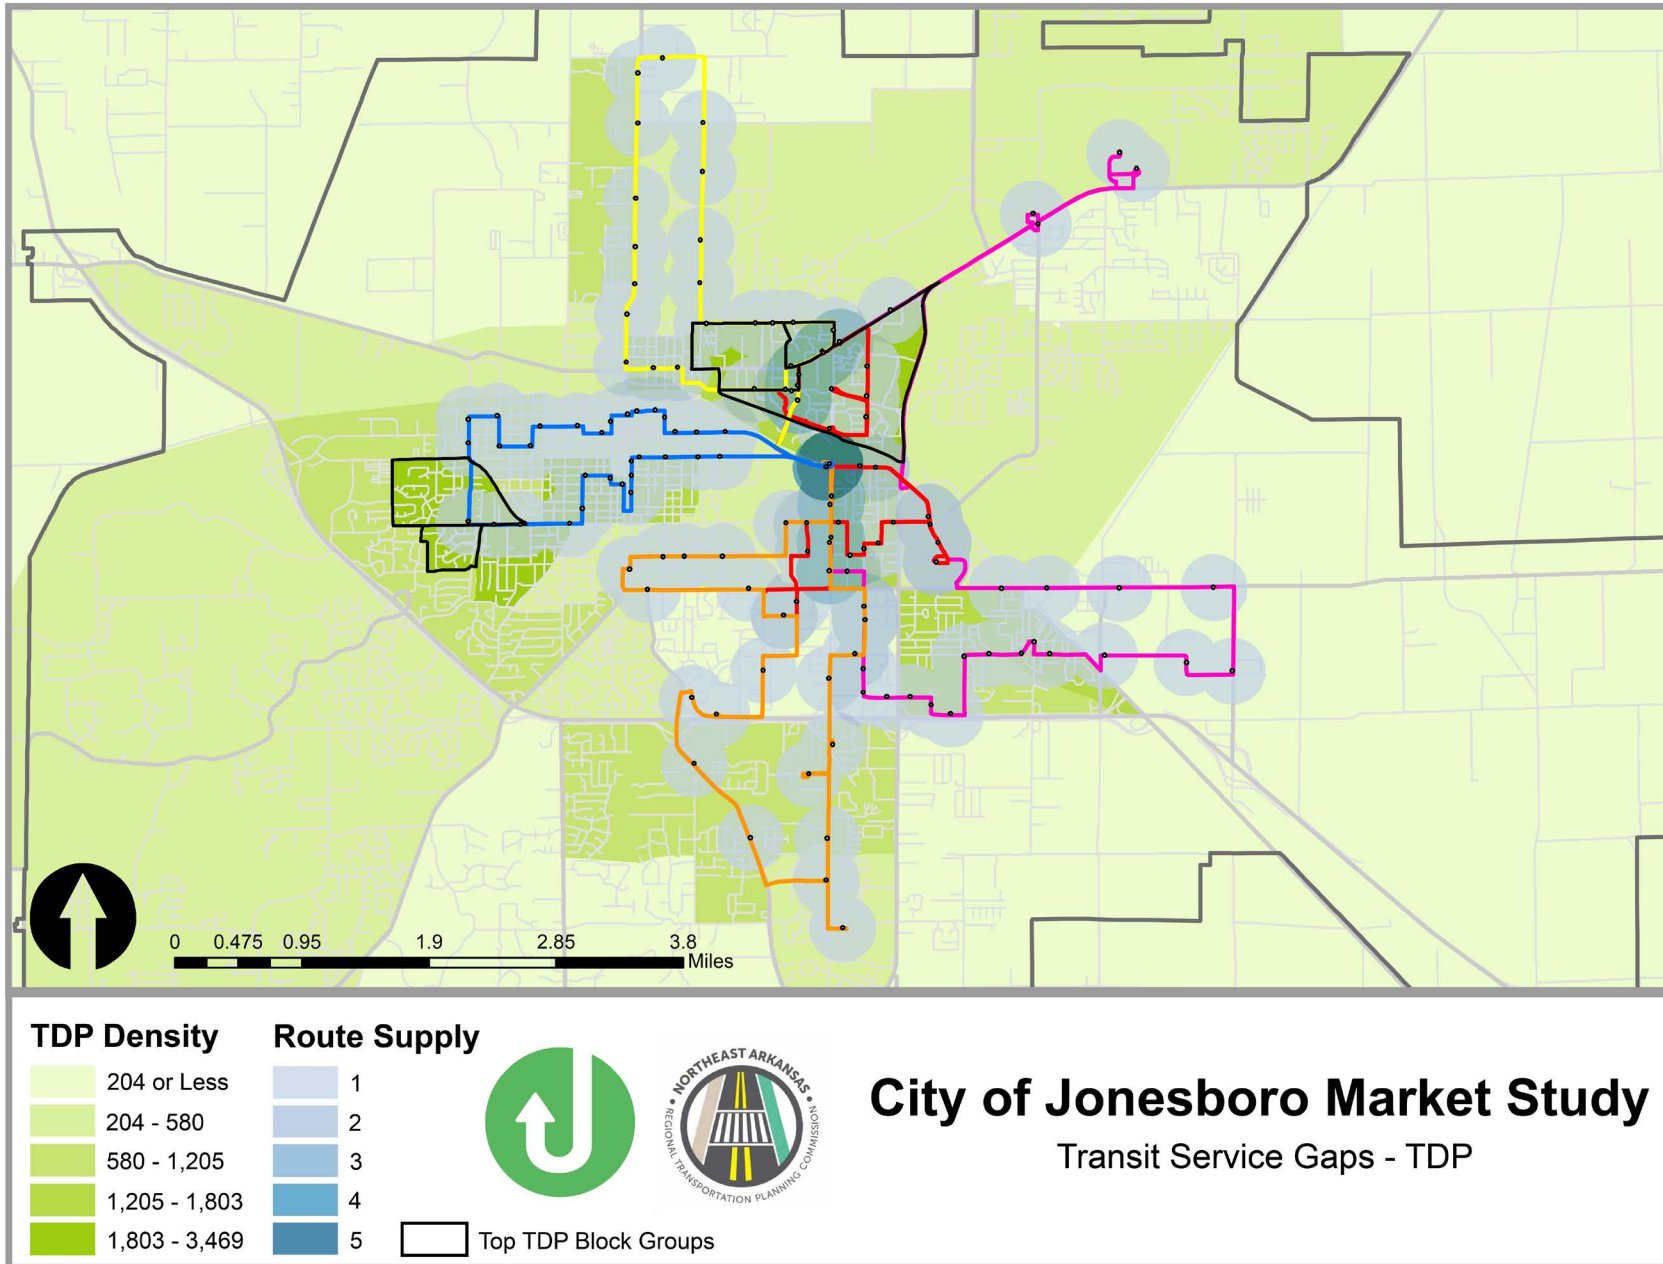 0 0.475 0.95 1.9 2.85 3.8
Miles
TDP Density
204 or Less
204 - 580
580 - 1,205
1,205 - 1,803
1,803 - 3,469
Route Supply
1
2
3
4
5
Top TDP Block Groups
NORTHEAST ARKANSAS
REGIONAL TRANSPORTATION PLANNING COMMISSION
City of Jonesboro Market Study
Transit Service Gaps - TDP